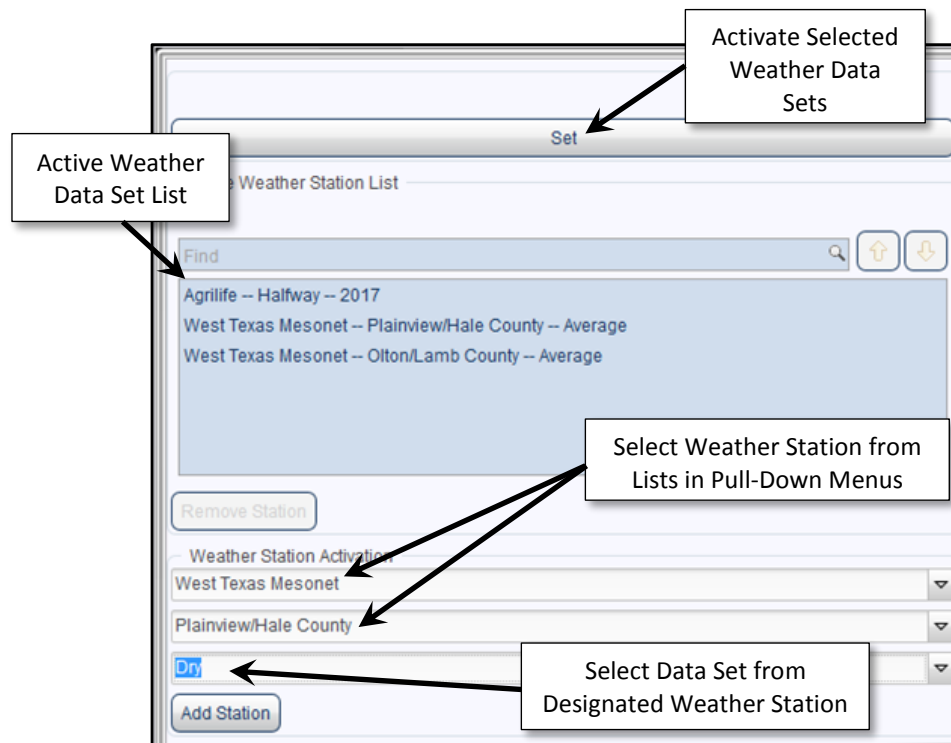 Activate Selected
Weather Data
Sets
Set
Active Weather
Data Set List
Weather Station List
Find
Agrilife -- Halfway -- 2017
West Texas Mesonet -- Plainview/Hale County -- Average
West Texas Mesonet -- Olton/Lamb County -- Average
Select Weather Station from
Lists in Pull-Down Menus
Remove Station
Weather Station Activation
West Texas Mesonet
Plainview/Hale County
Dry
Select Data Set from
Designated Weather Station
Add Station